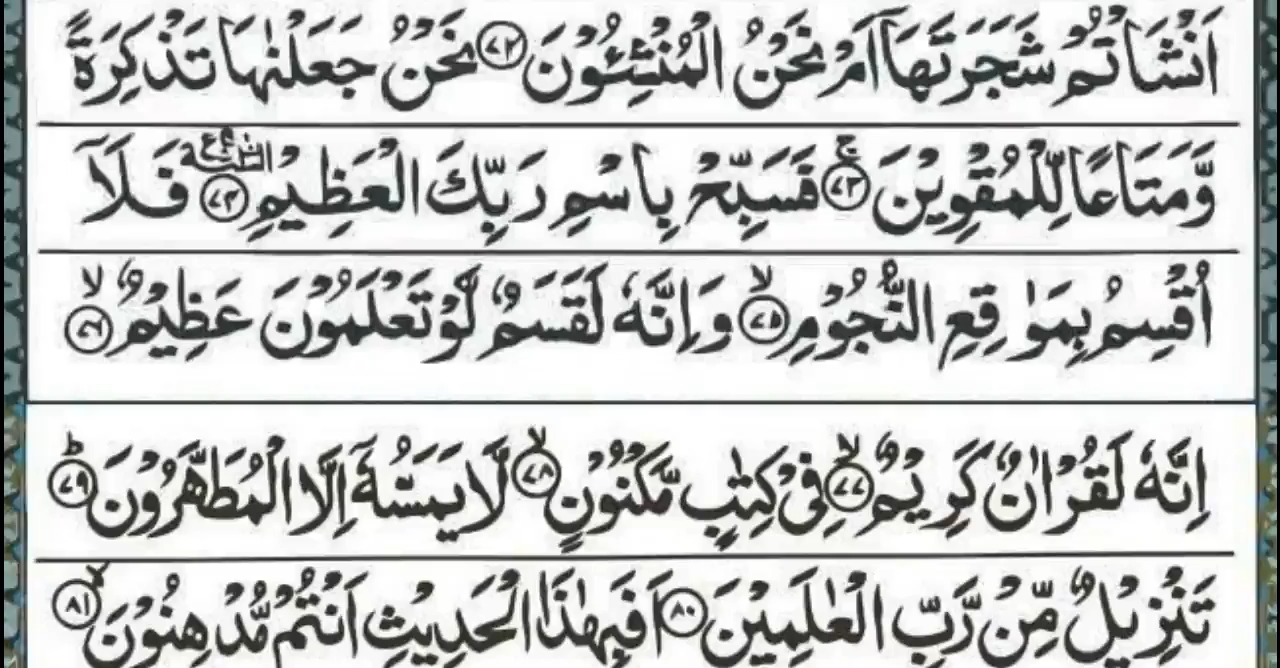 اَنْشَاْتُمْ شَجَرَتَهَاۤ اَمْ نَحْنُ الْمُنْشِـُٔوْنَ ﴿۷۲﴾ نَحْنُ جَعَلْنٰهَا تَذْكِرَةً
وَّمَتَاعًا لِّلْمُقْوِیْنَ ۚ﴿۷۳﴾ فَسَبِّحْ بِاسْمِ رَبِّكَ الْعَظِیْمِ ﴿۷۴﴾ فَلَاۤ
اُقْسِمُ بِمَوٰقِعِ النُّجُوْمِ ۙ﴿۷۵﴾ وَاِنَّهٗ لَقَسَمٌ لَّوْ تَعْلَمُوْنَ عَظِیْمٌ ۙ﴿۷۶﴾
اِنَّهٗ لَقُرْاٰنٌ كَرِیْمٌ ۙ﴿۷۷﴾ فِیْ كِتٰبٍ مَّكْنُوْنٍ ۙ﴿۷۸﴾ لَّا یَمَسُّهٗۤ اِلَّا الْمُطَهَّرُوْنَ ؕ﴿۷۹﴾
تَنْزِیْلٌ مِّنْ رَّبِّ الْعٰلَمِیْنَ ﴿۸۰﴾ اَفَبِهٰذَا الْحَدِیْثِ اَنْتُمْ مُّدْهِنُوْنَ ۙ﴿۸۱﴾